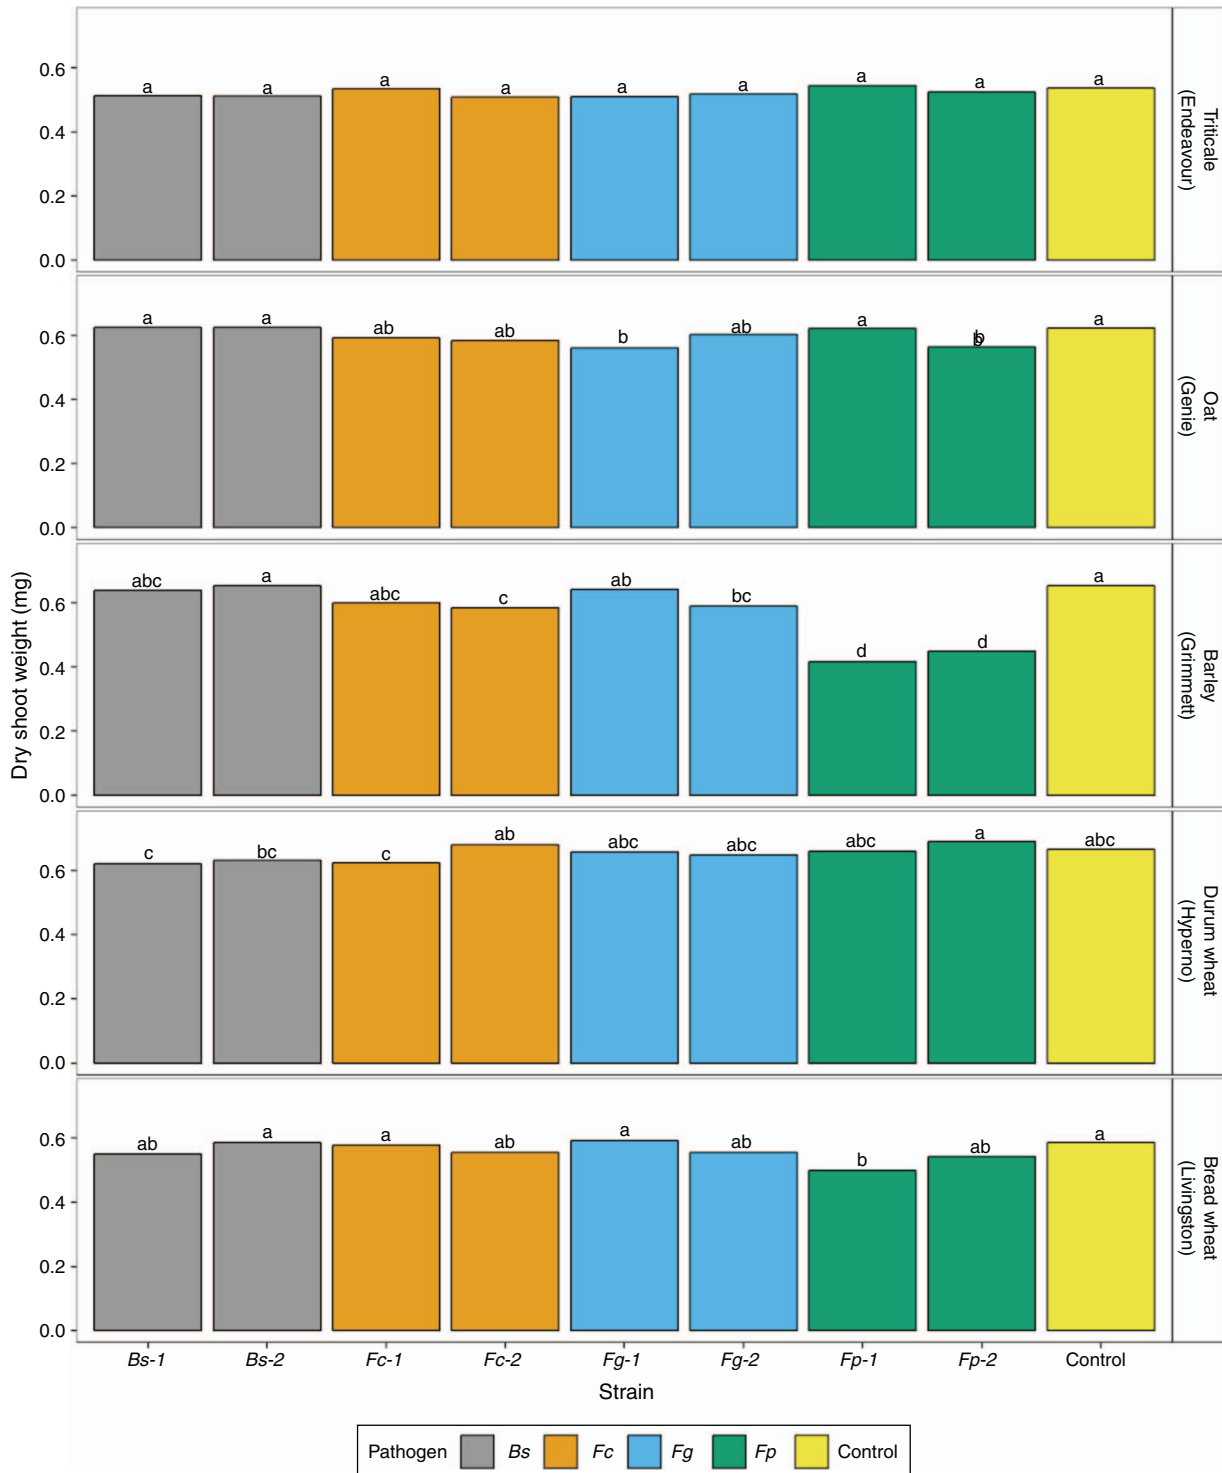 a a a a a a a a a
0.6
0.4
0.2
0.0
Triticale
(Endeavour)
a a ab ab b ab a b b a
0.6
0.4
0.2
0.0
Oat
(Genie)
abc a abc c ab bc d d a
0.6
0.4
0.2
0.0
Barley
(Grimmett)
c bc c ab abc abc abc a abc
0.6
0.4
0.2
0.0
Durum wheat
(Hyperno)
ab a a ab a ab b ab a
0.6
0.4
0.2
0.0
Bread wheat
(Livingston)
Dry shoot weight (mg)
Bs-1 Bs-2 Fc-1 Fc-2 Fg-1 Fg-2 Fp-1 Fp-2 Control
Strain
Pathogen Bs Fc Fg Fp Control